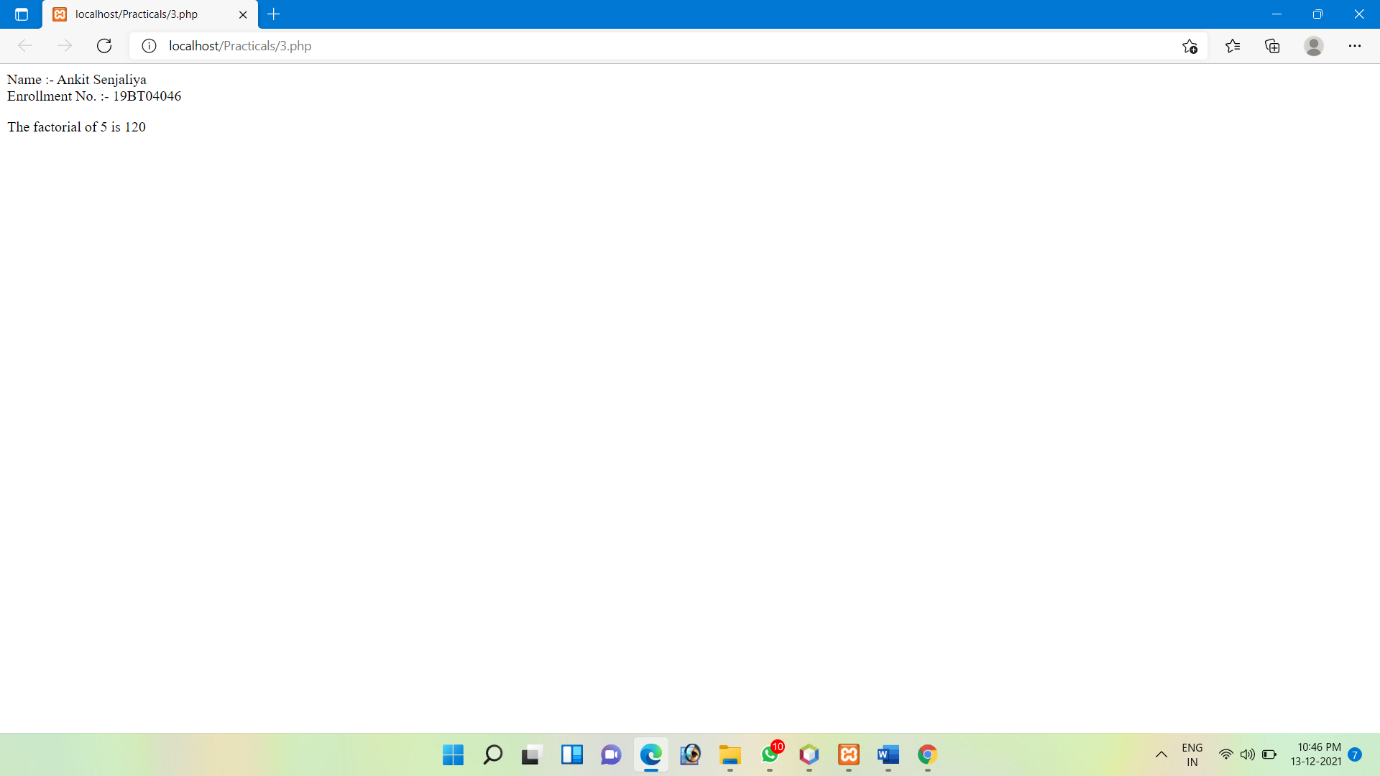 localhost/Practicals/3.php
localhost/Practicals/3.php
Name :- Ankit Senjaliya
Enrollment No. :- 19BT04046
The factorial of 5 is 120
10
W
ENG
IN
10:46 PM
13-12-2021
7